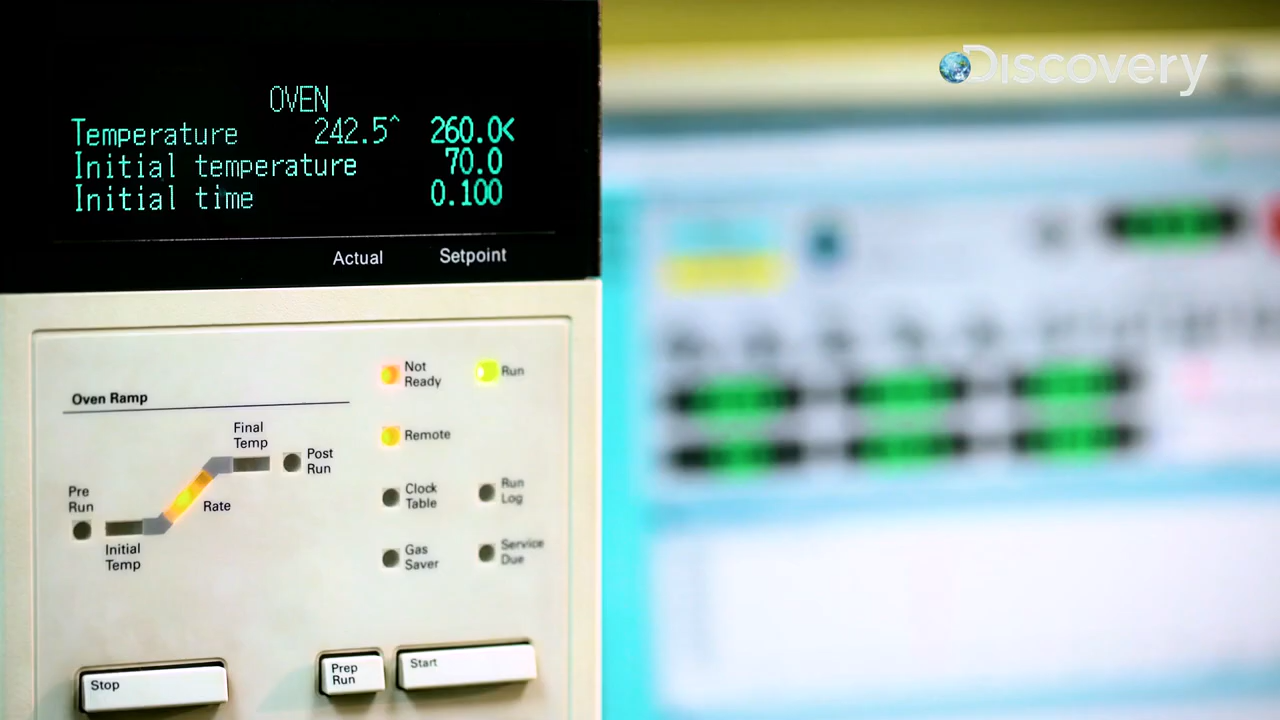 Discovery
OVEN
Temperature 242.5^ 260.0<
Initial temperature 70.0
Initial time 0.100
Actual Setpoint
Not
Ready
Run
Oven Ramp
Remote
Final
Temp
Post
Run
Pre
Run
Rate
Clock
Table
Run
Log
Initial
Temp
Gas
Saver
Service
Due
Stop
Prep
Run
Start